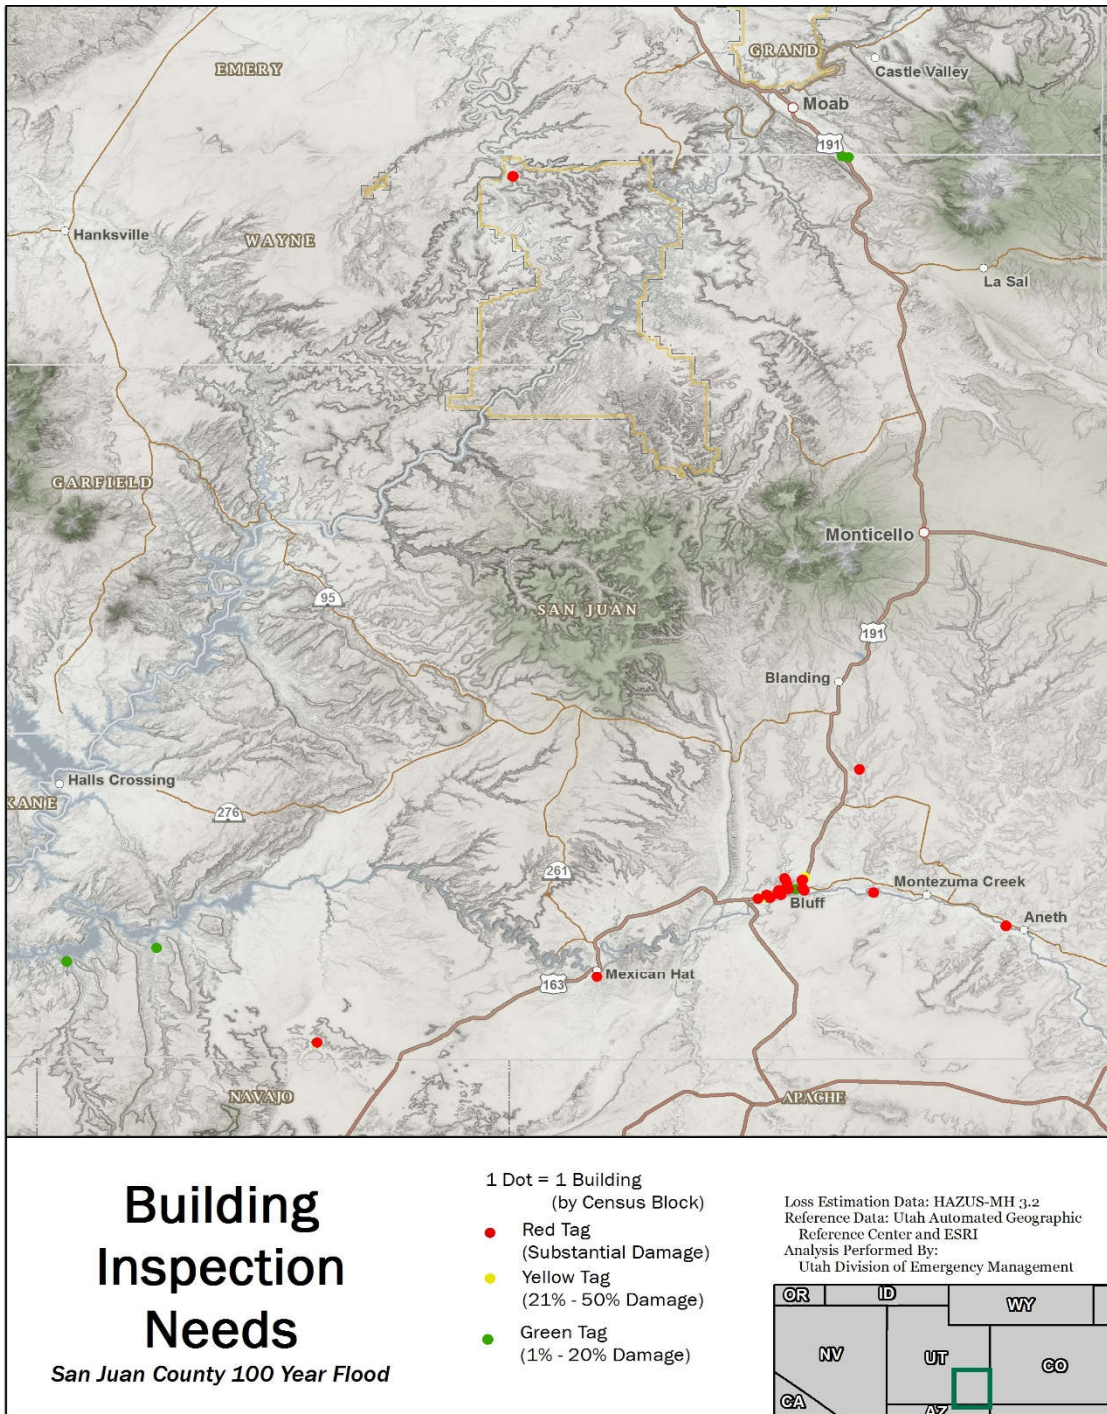 EMERY
GRAND
Castle Valley
Moab
191
Hanksville
WAYNE
La Sal
GARFIELD
Monticello
95
SAN JUAN
191
Blanding
Halls Crossing
KANE
276
261
Montezuma Creek
Bluff
Aneth
Mexican Hat
163
NAVAJO
APACHE
Building
Inspection
Needs
San Juan County 100 Year Flood
1 Dot = 1 Building
(by Census Block)
Red Tag
(Substantial Damage)
Yellow Tag
(21% - 50% Damage)
Green Tag
(1% - 20% Damage)
Loss Estimation Data: HAZUS-MH 3.2
Reference Data: Utah Automated Geographic
Reference Center and ESRI
Analysis Performed By:
Utah Division of Emergency Management
OR
ID
WY
NV
UT
CO
CA
AZ